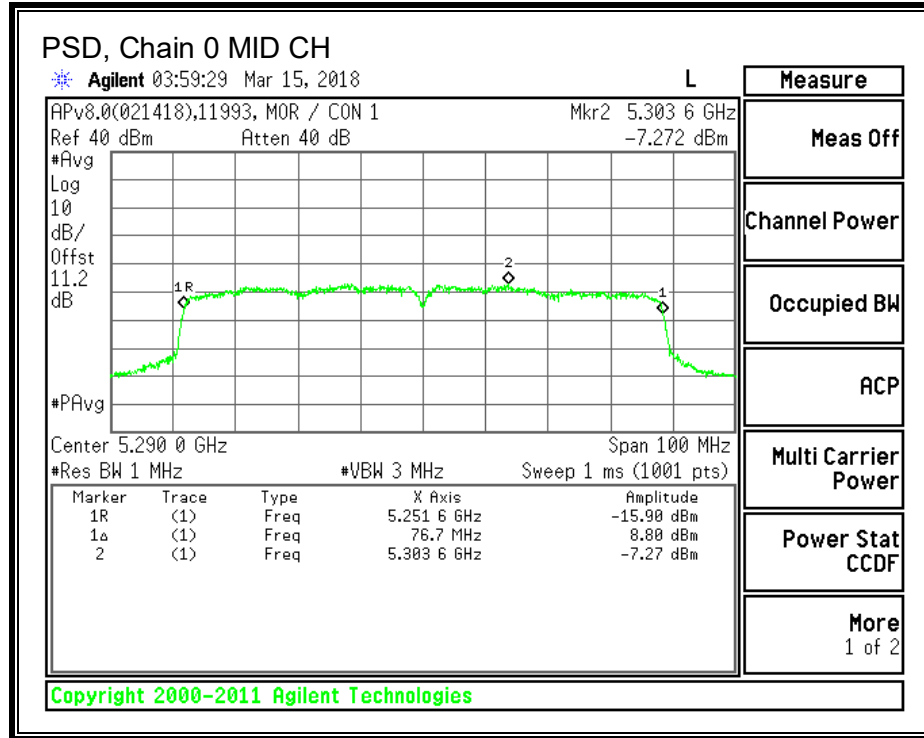 PSD, Chain 0 MID CH
Agilent 03:59:29 Mar 15, 2018 L
APv8.0(021418),11993, MOR / CON 1 Mkr2 5.303 6 GHz
Ref 40 dBm Atten 40 dB -7.272 dBm
#Avg
Log
10
dB/
Offst
11.2
dB
1R
2
1
#PAvg
Center 5.290 0 GHz Span 100 MHz
#Res BW 1 MHz #VBW 3 MHz Sweep 1 ms (1001 pts)
Marker Trace Type X Axis Amplitude
1R (1) Freq 5.251 6 GHz -15.90 dBm
1Δ (1) Freq 76.7 MHz 8.80 dBm
2 (1) Freq 5.303 6 GHz -7.27 dBm
Measure
Meas Off
Channel Power
Occupied BW
ACP
Multi Carrier
Power
Power Stat
CCDF
More
1 of 2
Copyright 2000-2011 Agilent Technologies